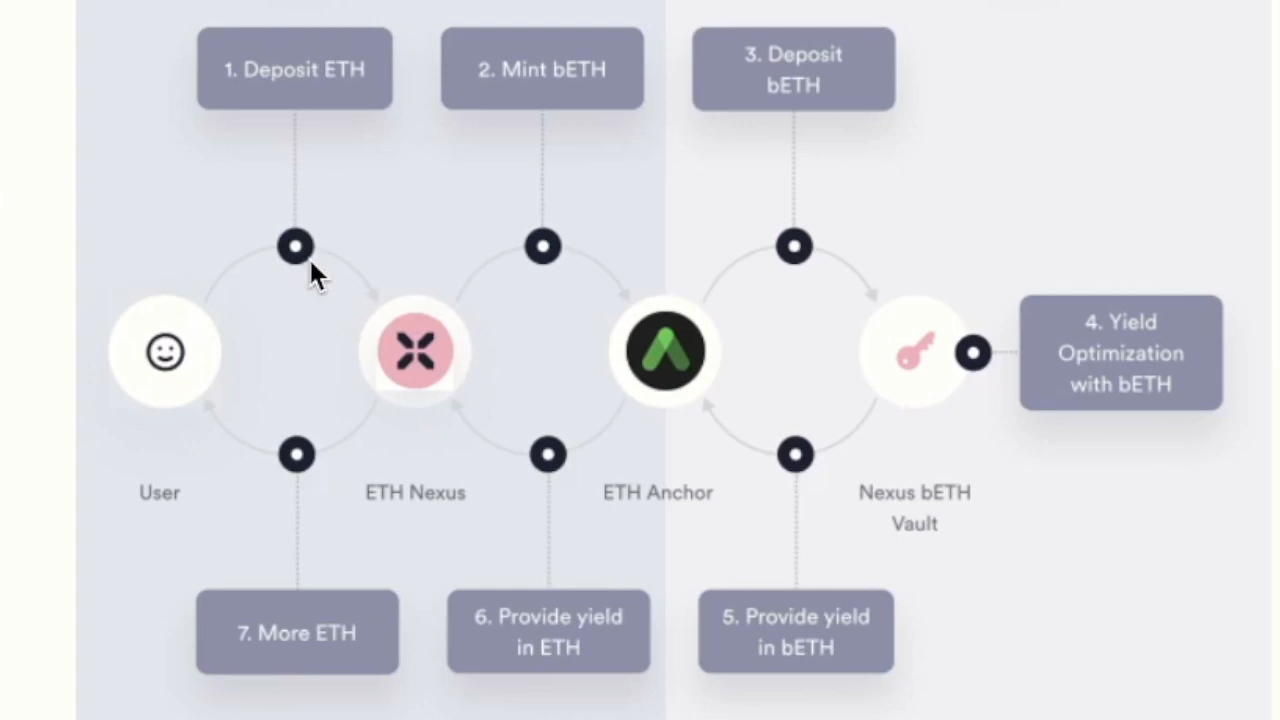 1. Deposit ETH
2. Mint bETH
3. Deposit
bETH
4. Yield
Optimization
with bETH
User
ETH Nexus
ETH Anchor
Nexus bETH
Vault
7. More ETH
6. Provide yield
in ETH
5. Provide yield
in bETH